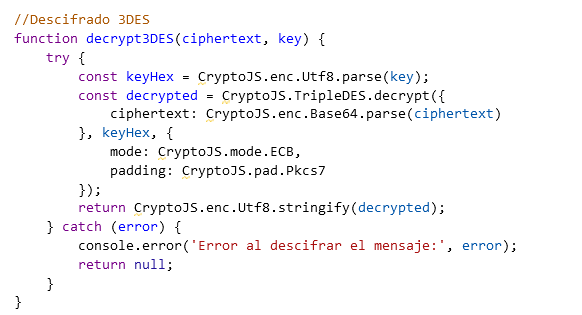 //Descifrado 3DES
function decrypt3DES(ciphertext, key) {
    try {
        const keyHex = CryptoJS.enc.Utf8.parse(key);
        const decrypted = CryptoJS.TripleDES.decrypt({
            ciphertext: CryptoJS.enc.Base64.parse(ciphertext)
        }, keyHex, {
            mode: CryptoJS.mode.ECB,
            padding: CryptoJS.pad.Pkcs7
        });
        return CryptoJS.enc.Utf8.stringify(decrypted);
    } catch (error) {
        console.error('Error al descifrar el mensaje:', error);
        return null;
    }
}